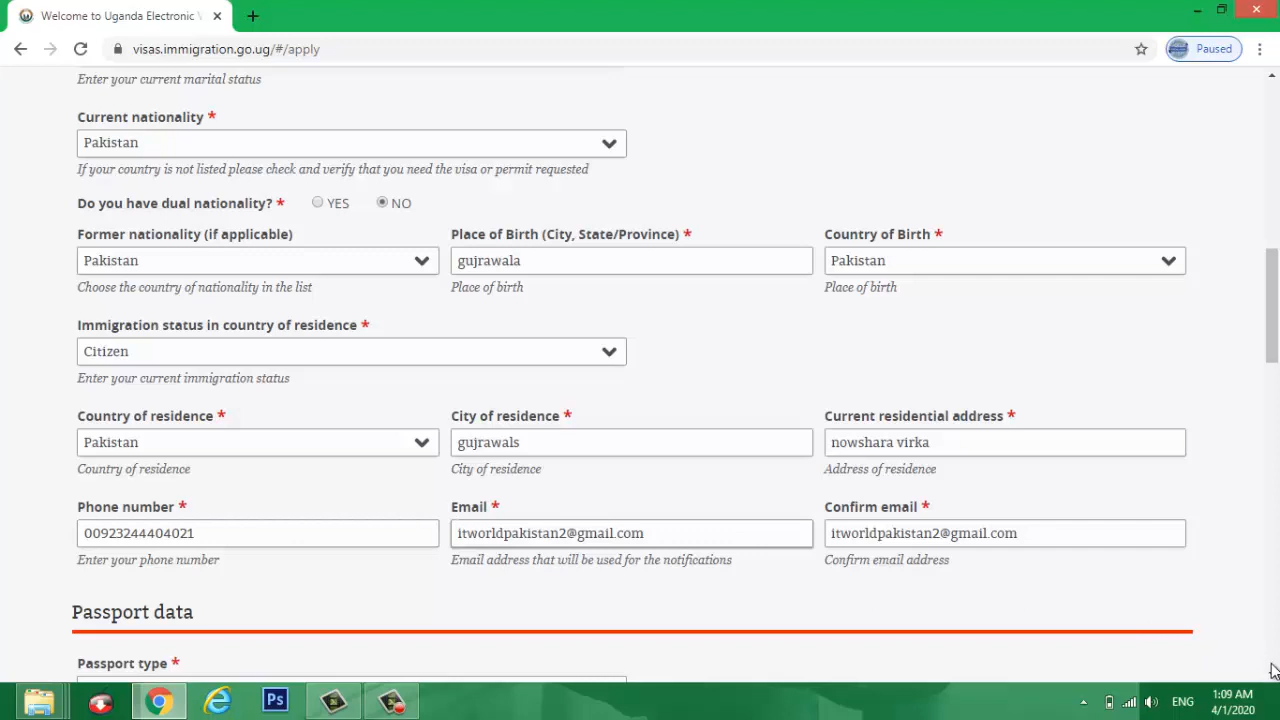 Welcome to Uganda Electronic V
visas.immigration.go.ug/#/apply
Paused
Enter your current marital status
Current nationality *
Pakistan
If your country is not listed please check and verify that you need the visa or permit requested
Do you have dual nationality? * YES NO
Former nationality (if applicable) Place of Birth (City, State/Province) * Country of Birth *
Pakistan gujrawala Pakistan
Choose the country of nationality in the list Place of birth Place of birth
Immigration status in country of residence *
Citizen
Enter your current immigration status
Country of residence * City of residence * Current residential address *
Pakistan gujrawals nowshara virka
Country of residence City of residence Address of residence
Phone number * Email * Confirm email *
00923244404021 itworldpakistan2@gmail.com itworldpakistan2@gmail.com
Enter your phone number Email address that will be used for the notifications Confirm email address
Passport data
Passport type *
Ps
ENG
1:09 AM
4/1/2020